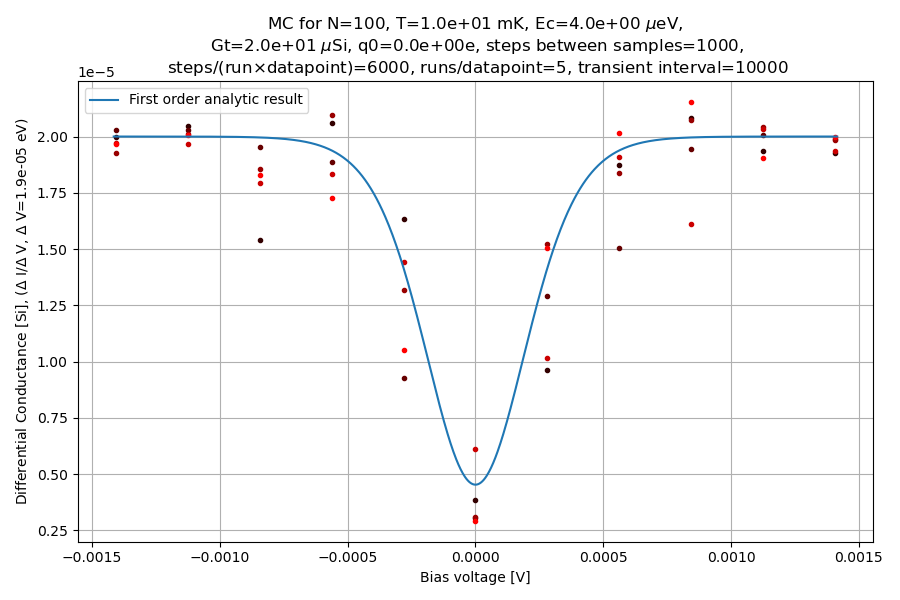 MC for N=100, T=1.0e+01 mK, Ec=4.0e+00 μeV,
Gt=2.0e+01 μSi, q0=0.0e+00e, steps between samples=1000,
steps/(run×datapoint)=6000, runs/datapoint=5, transient interval=10000
1e−5
First order analytic result
2.00
1.75
1.50
1.25
1.00
0.75
0.50
0.25
Differential Conductance [Si], (Δ I/Δ V, Δ V=1.9e-05 eV)
−0.0015 −0.0010 −0.0005 0.0000 0.0005 0.0010 0.0015
Bias voltage [V]